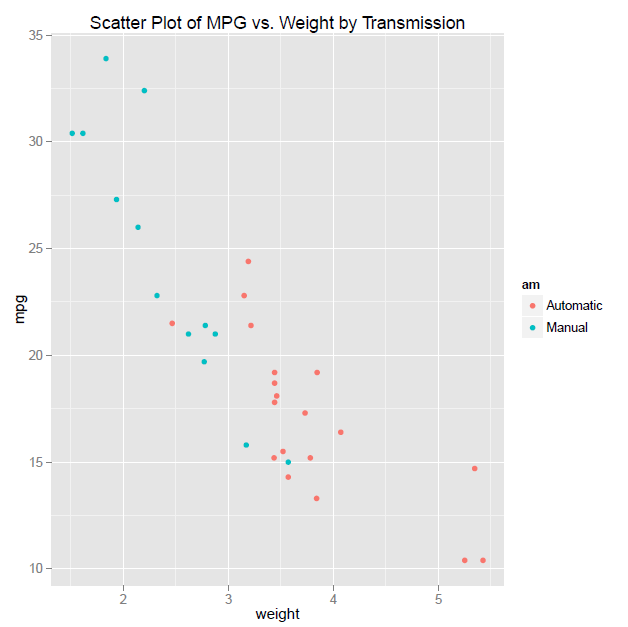 Scatter Plot of MPG vs. Weight by Transmission
35
30
25
20
15
10
mpg
2 3 4 5
weight
am
Automatic
Manual